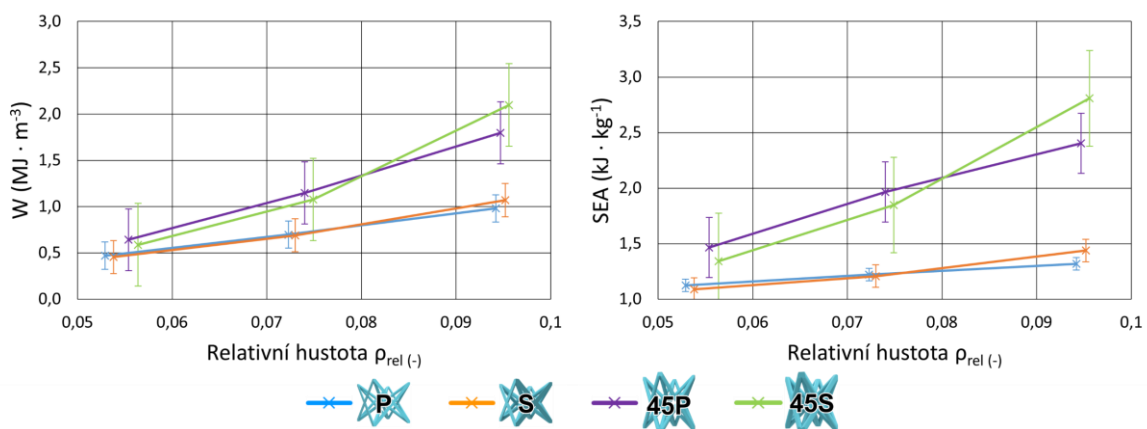 3,0
2,5
2,0
1,5
1,0
0,5
0,0
W (MJ · m⁻³)
0,05 0,06 0,07 0,08 0,09 0,1
Relativní hustota ρrel (-)
3,5
3,0
2,5
2,0
1,5
1,0
SEA (kJ · kg⁻¹)
0,05 0,06 0,07 0,08 0,09 0,1
Relativní hustota ρrel (-)
P S 45P 45S